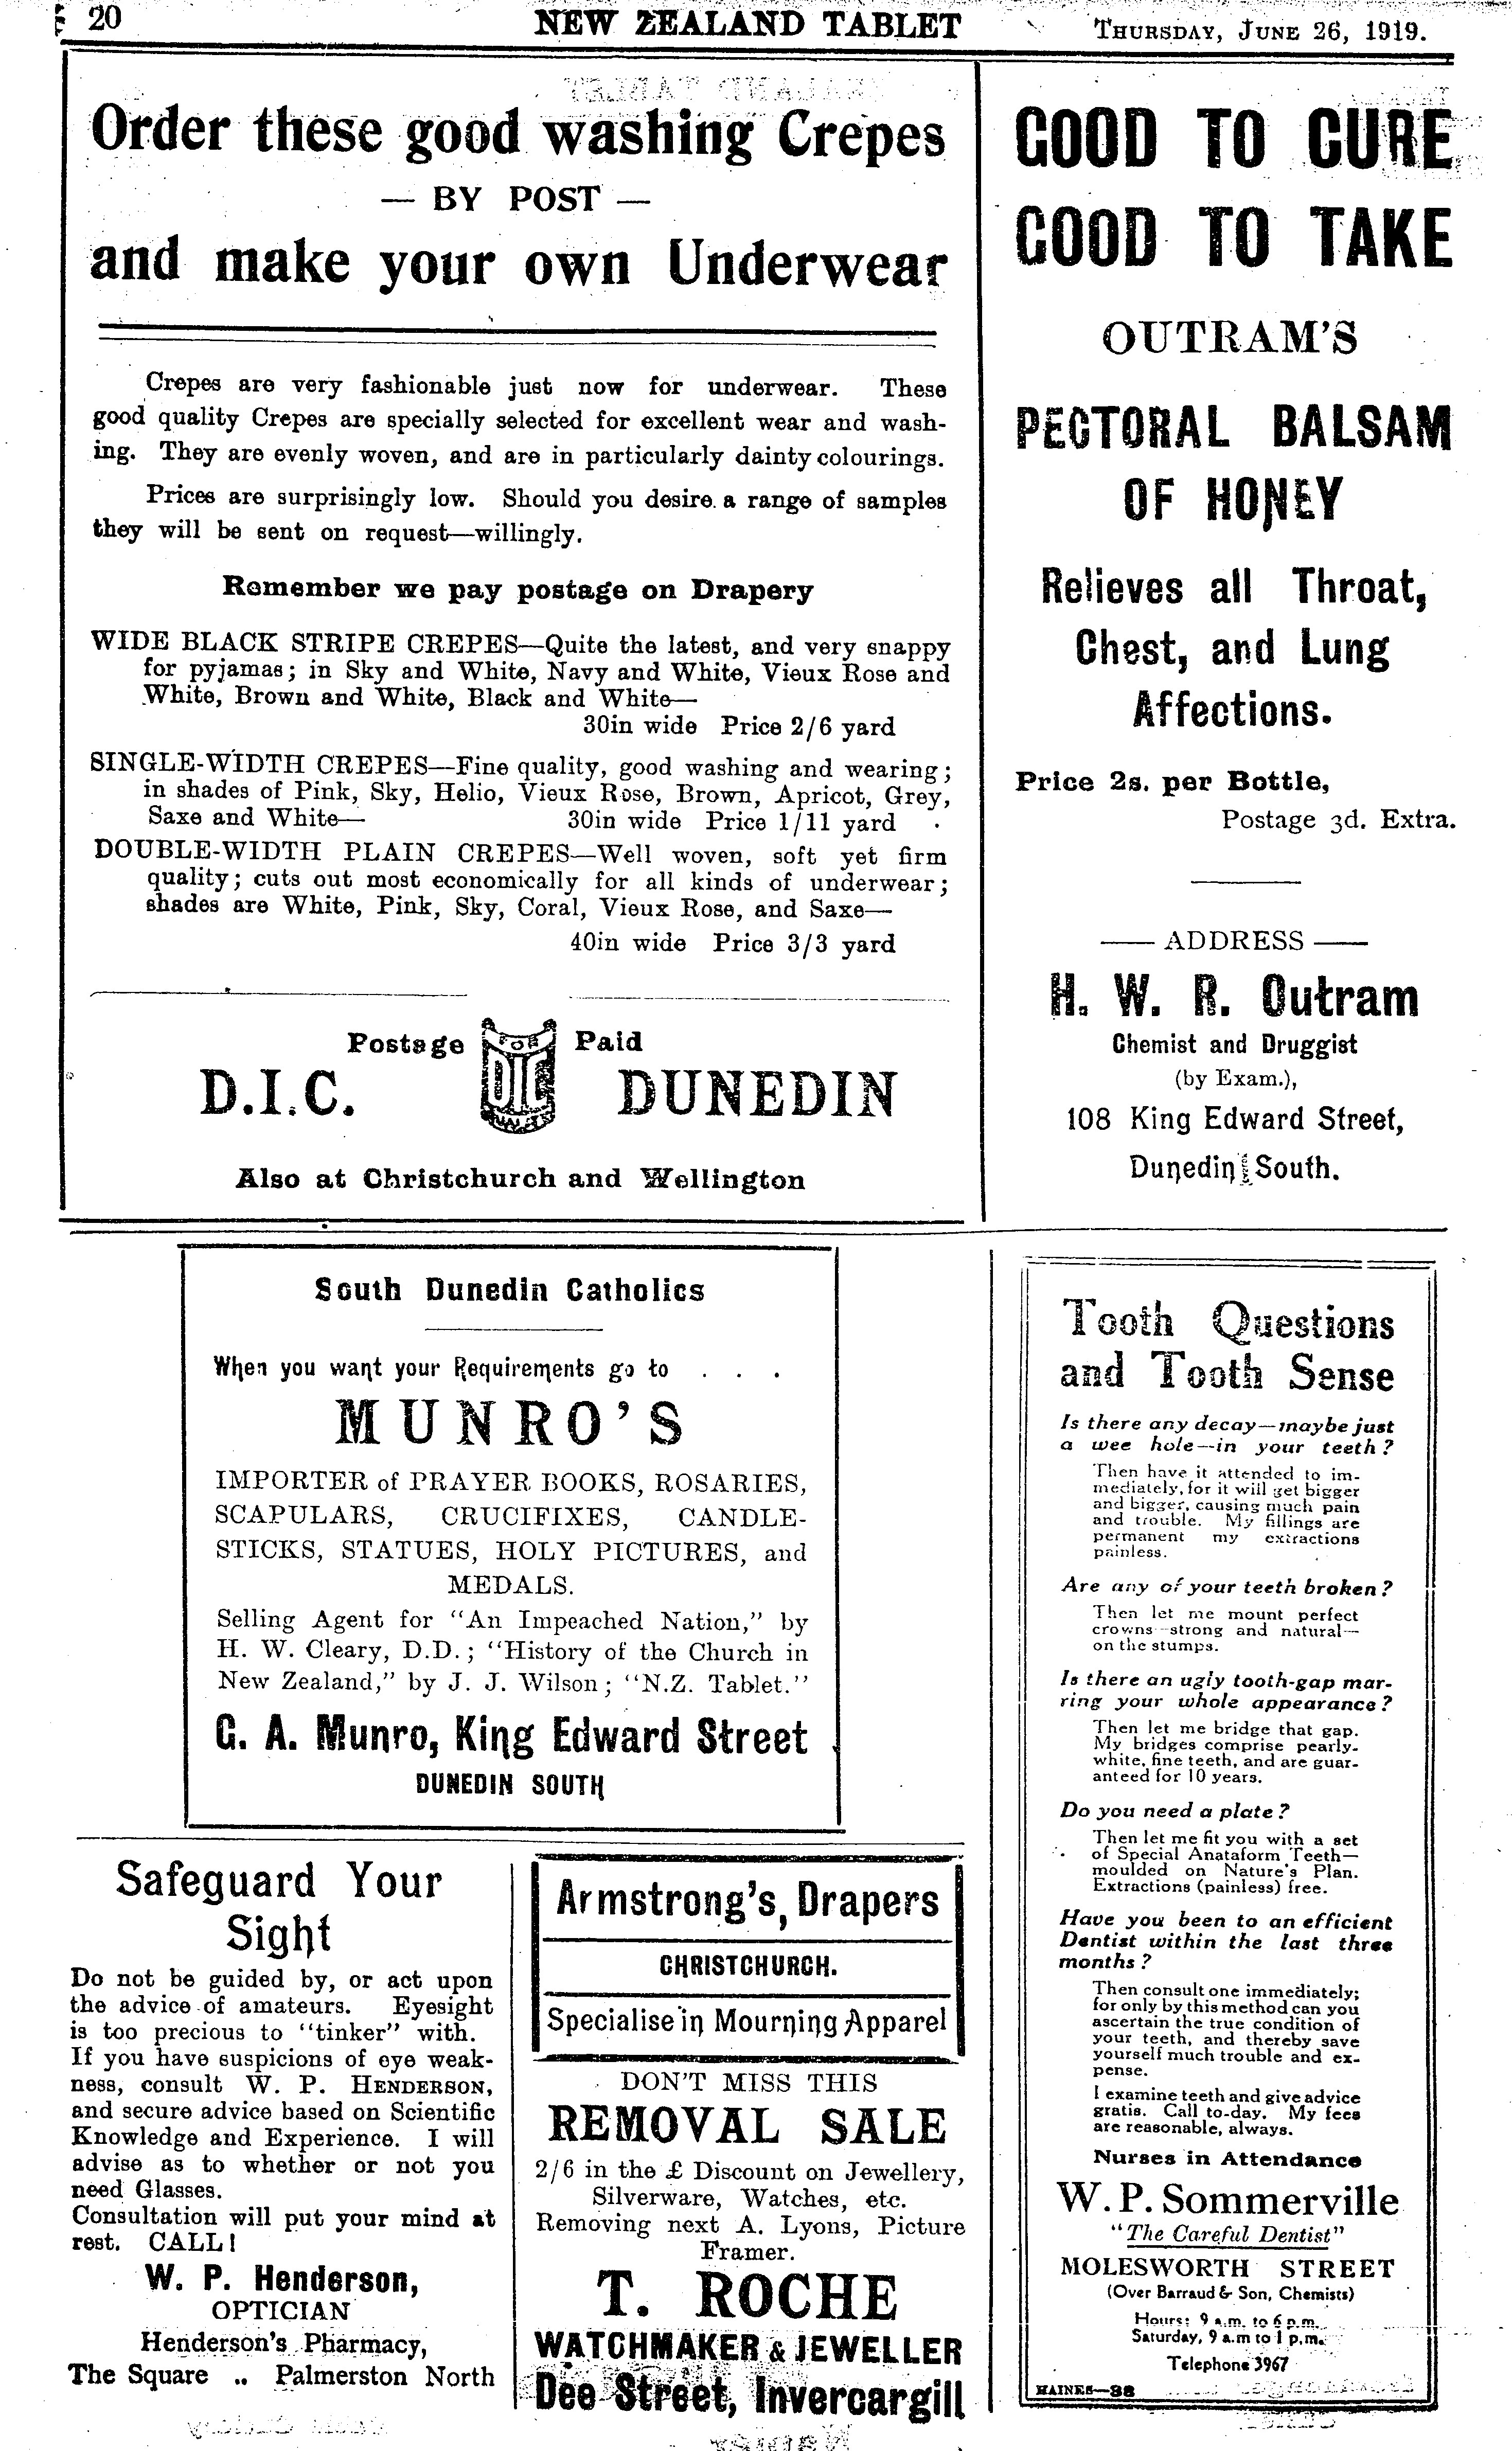 20 NEW ZEALAND TABLET THURSDAY, JUNE 26, 1919.
Order these good washing Crepes
— BY POST —
and make your own Underwear
Crepes are very fashionable just now for underwear. These
good quality Crepes are specially selected for excellent wear and wash-
ing. They are evenly woven, and are in particularly dainty colourings.
Prices are surprisingly low. Should you desire a range of samples
they will be sent on request—willingly.
Remember we pay postage on Drapery
WIDE BLACK STRIPE CREPES—Quite the latest, and very snappy
for pyjamas; in Sky and White, Navy and White, Vieux Rose and
White, Brown and White, Black and White—
30in wide Price 2/6 yard
SINGLE-WIDTH CREPES—Fine quality, good washing and wearing;
in shades of Pink, Sky, Helio, Vieux Rose, Brown, Apricot, Grey,
Saxe and White— 30in wide Price 1/11 yard
DOUBLE-WIDTH PLAIN CREPES—Well woven, soft yet firm
quality; cuts out most economically for all kinds of underwear;
shades are White, Pink, Sky, Coral, Vieux Rose, and Saxe—
40in wide Price 3/3 yard
Postage Paid
FOR
DIC
D.I.C. DUNEDIN
Also at Christchurch and Wellington
GOOD TO CURE
GOOD TO TAKE
OUTRAM'S
PECTORAL BALSAM
OF HONEY
Relieves all Throat,
Chest, and Lung
Affections.
Price 2s. per Bottle,
Postage 3d. Extra.
— ADDRESS —
H. W. R. Outram
Chemist and Druggist
(by Exam.),
108 King Edward Street,
Dunedin South.
South Dunedin Catholics
When you want your Requirements go to . . .
MUNRO'S
IMPORTER of PRAYER BOOKS, ROSARIES,
SCAPULARS, CRUCIFIXES, CANDLE-
STICKS, STATUES, HOLY PICTURES, and
MEDALS.
Selling Agent for "An Impeached Nation," by
H. W. Cleary, D.D.; "History of the Church in
New Zealand," by J. J. Wilson; "N.Z. Tablet."
G. A. Munro, King Edward Street
DUNEDIN SOUTH
Safeguard Your
Sight
Do not be guided by, or act upon
the advice of amateurs. Eyesight
is too precious to "tinker" with.
If you have suspicions of eye weak-
ness, consult W. P. HENDERSON,
and secure advice based on Scientific
Knowledge and Experience. I will
advise as to whether or not you
need Glasses.
Consultation will put your mind at
rest. CALL!
W. P. Henderson,
OPTICIAN
Henderson's Pharmacy,
The Square .. Palmerston North
Armstrong's, Drapers
CHRISTCHURCH.
Specialise in Mourning Apparel
DON'T MISS THIS
REMOVAL SALE
2/6 in the £ Discount on Jewellery,
Silverware, Watches, etc.
Removing next A. Lyons, Picture
Framer.
T. ROCHE
WATCHMAKER & JEWELLER
Dee Street, Invercargill
Tooth Questions
and Tooth Sense
Is there any decay—maybe just
a wee hole—in your teeth?
Then have it attended to im-
mediately, for it will get bigger
and bigger, causing much pain
and trouble. My fillings are
permanent my extractions
painless.
Are any of your teeth broken?
Then let me mount perfect
crowns—strong and natural—
on the stumps.
Is there an ugly tooth-gap mar-
ring your whole appearance?
Then let me bridge that gap.
My bridges comprise pearly-
white, fine teeth, and are guar-
anteed for 10 years.
Do you need a plate?
Then let me fit you with a set
of Special Anataform Teeth—
moulded on Nature's Plan.
Extractions (painless) free.
Have you been to an efficient
Dentist within the last three
months?
Then consult one immediately;
for only by this method can you
ascertain the true condition of
your teeth, and thereby save
yourself much trouble and ex-
pense.
I examine teeth and give advice
gratis. Call to-day. My fees
are reasonable, always.
Nurses in Attendance
W. P. Sommerville
"The Careful Dentist"
MOLESWORTH STREET
(Over Barraud & Son, Chemists)
Hours: 9 a.m. to 6 p.m.
Saturday, 9 a.m to 1 p.m.
Telephone 3967
HAINES—38